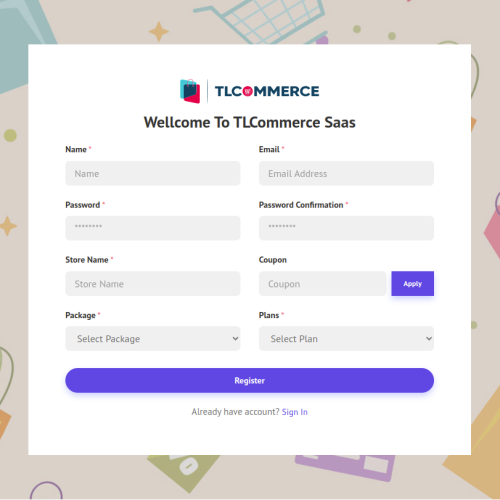 TLCOMMERCE
Wellcome To TLCommerce Saas
Name * Email *
Name Email Address
Password * Password Confirmation *
******** ********
Store Name * Coupon
Store Name Coupon Apply
Package * Plans *
Select Package Select Plan
Register
Already have account? Sign In